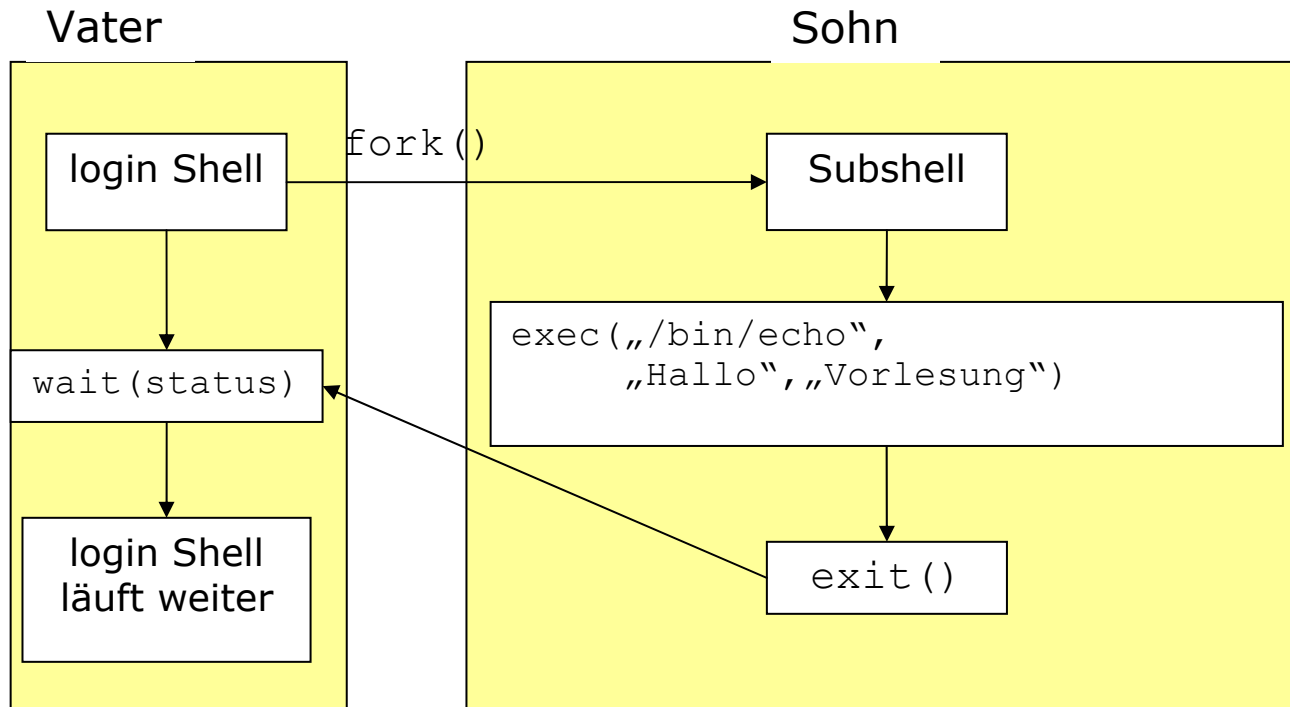 Vater
Sohn
login Shell
fork()
Subshell
exec(„/bin/echo“,
„Hallo“,„Vorlesung“)
wait(status)
login Shell
läuft weiter
exit()